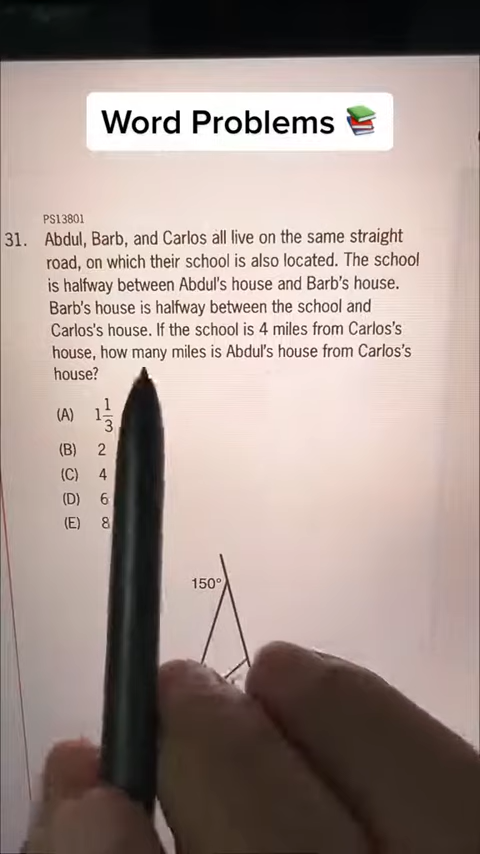 Word Problems 📚
PS13801
31. Abdul, Barb, and Carlos all live on the same straight
road, on which their school is also located. The school
is halfway between Abdul's house and Barb's house.
Barb's house is halfway between the school and
Carlos's house. If the school is 4 miles from Carlos's
house, how many miles is Abdul's house from Carlos's
house?
(A) 1 1/3
(B) 2
(C) 4
(D) 6
(E) 8
150°